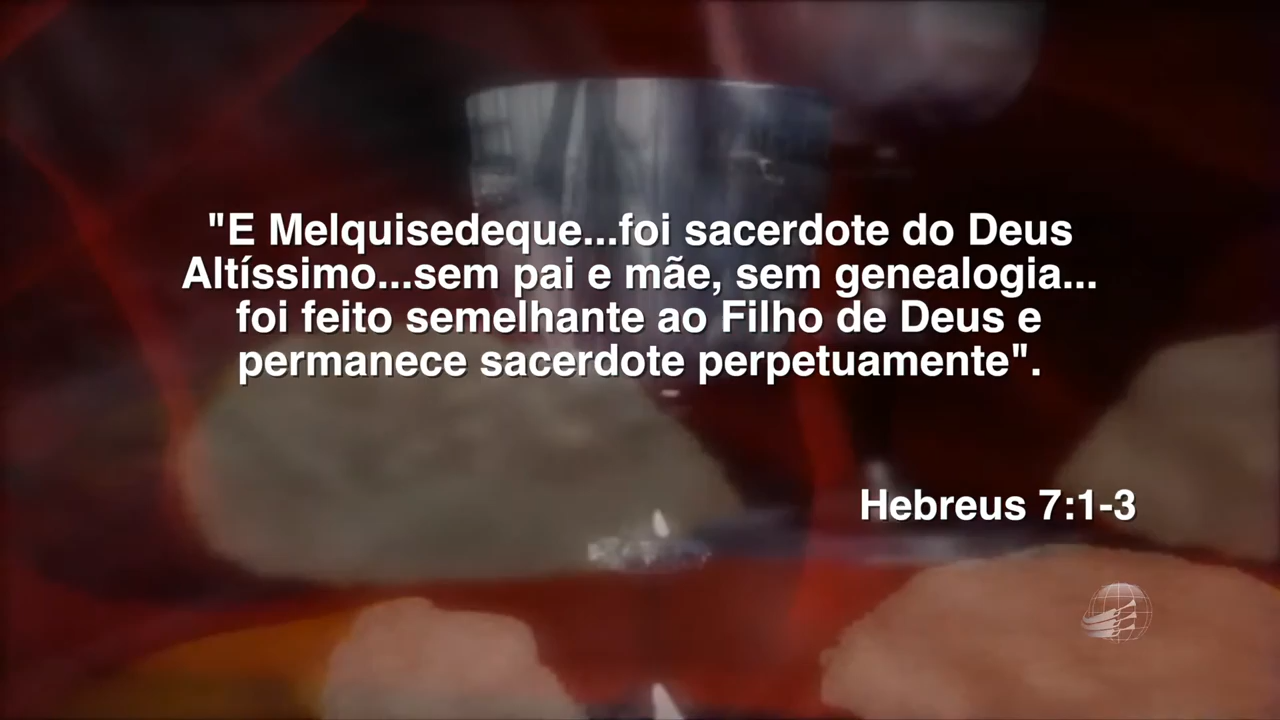 "E Melquisedeque...foi sacerdote do Deus
Altíssimo...sem pai e mãe, sem genealogia...
foi feito semelhante ao Filho de Deus e
permanece sacerdote perpetuamente".
Hebreus 7:1-3